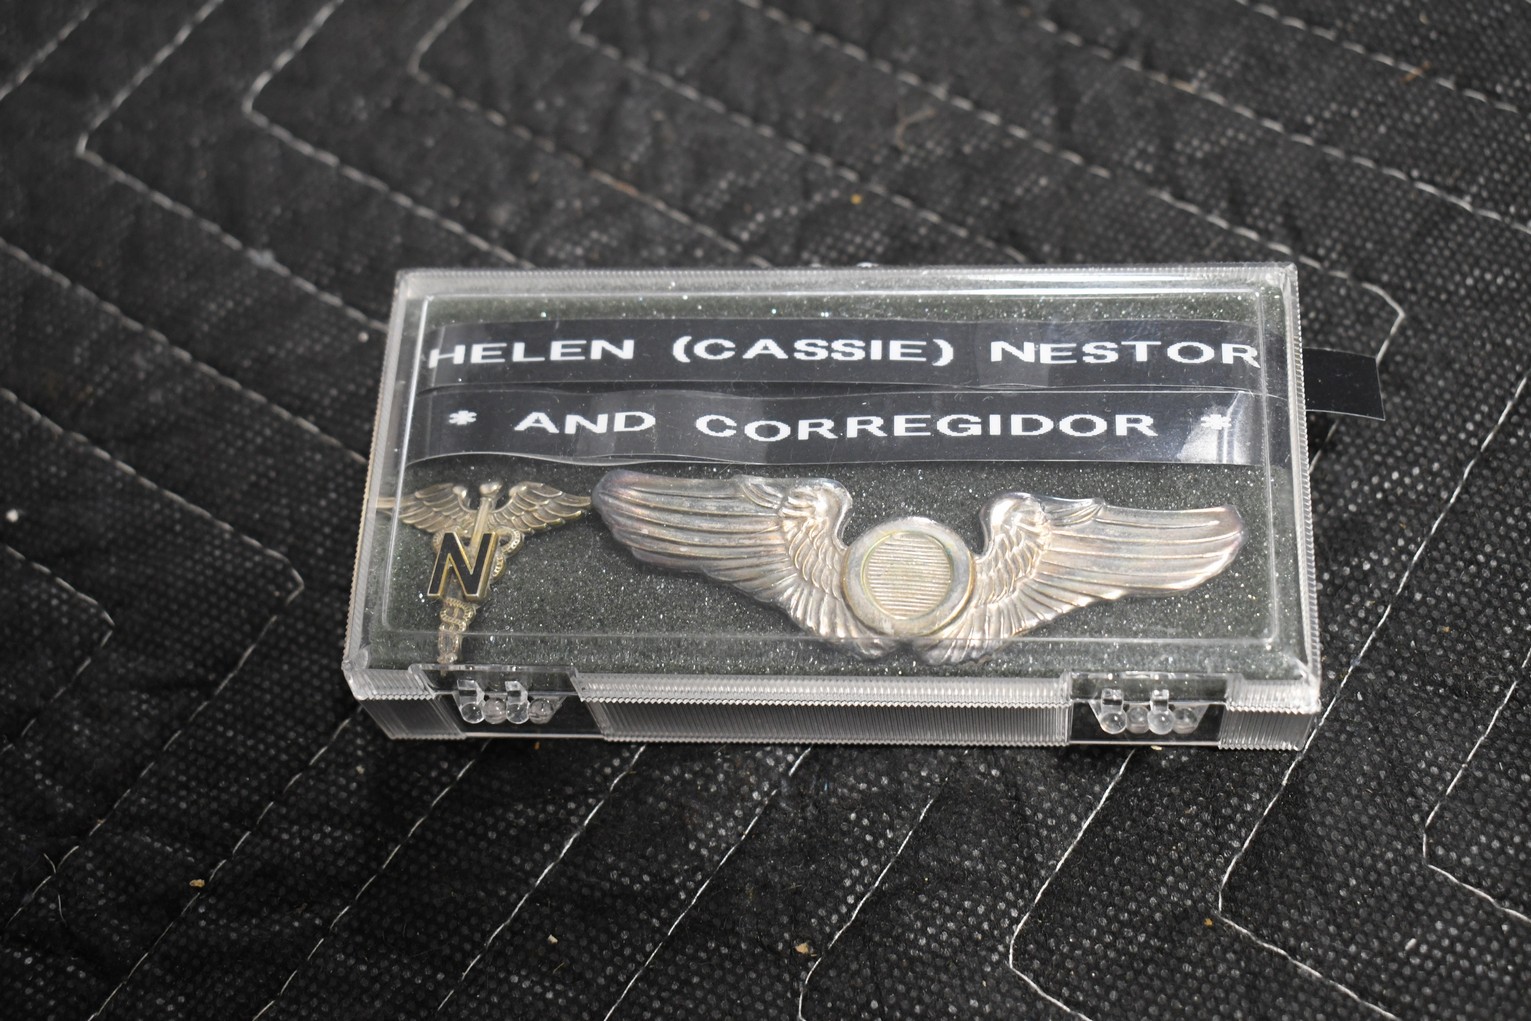 HELEN (CASSIE) NESTOR
* AND CORREGIDOR *
N